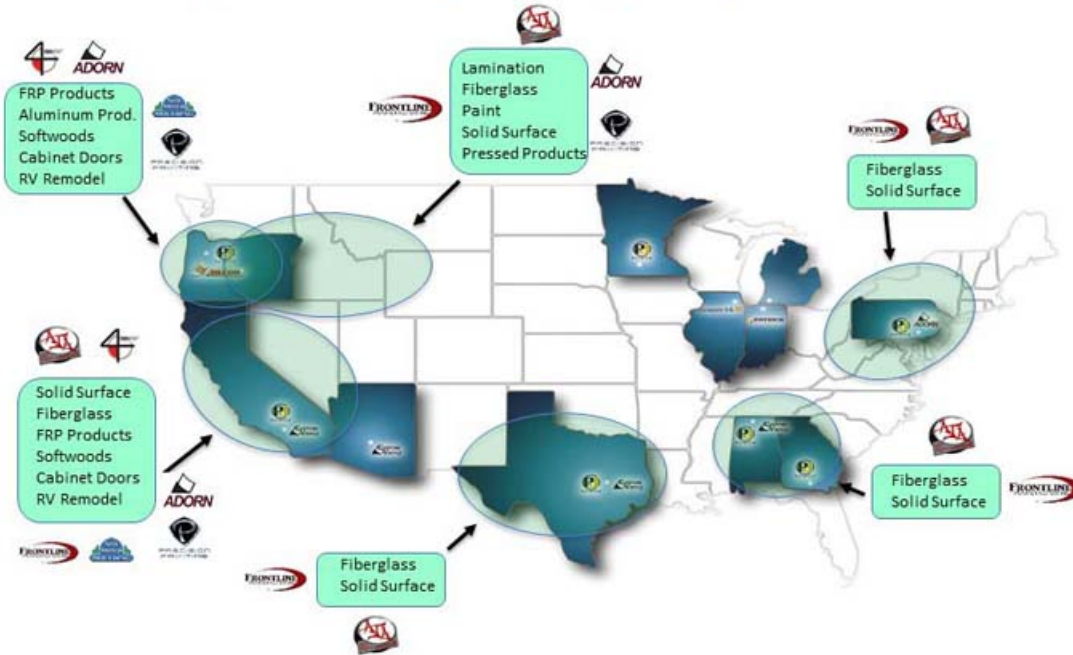 ADORN
FRP Products
Aluminum Prod.
Softwoods
Cabinet Doors
RV Remodel
Lamination
Fiberglass
Paint
Solid Surface
Pressed Products
FRONTLINE
ADORN
FRONTLINE
Fiberglass
Solid Surface
ADORN
Solid Surface
Fiberglass
FRP Products
Softwoods
Cabinet Doors
RV Remodel
ADORN
FRONTLINE
Fiberglass
Solid Surface
FRONTLINE
FRONTLINE
Fiberglass
Solid Surface